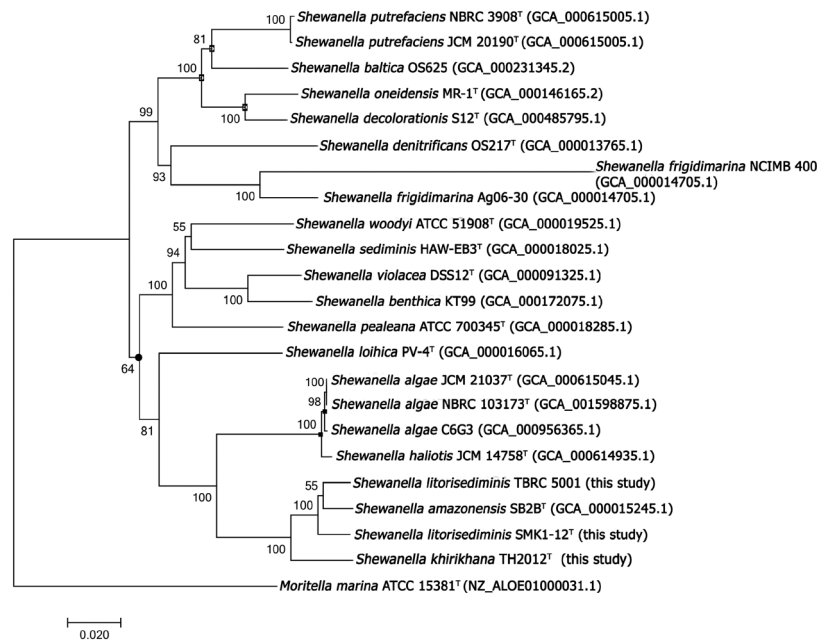 Shewanella putrefaciens NBRC 3908ᵀ (GCA_000615005.1)
100
Shewanella putrefaciens JCM 20190ᵀ (GCA_000615005.1)
81
Shewanella baltica OS625 (GCA_000231345.2)
100
Shewanella oneidensis MR-1ᵀ (GCA_000146165.2)
100
Shewanella decolorationis S12ᵀ (GCA_000485795.1)
99
Shewanella denitrificans OS217ᵀ (GCA_000013765.1)
93
Shewanella frigidimarina NCIMB 400
(GCA_000014705.1)
100
Shewanella frigidimarina Ag06-30 (GCA_000014705.1)
55
Shewanella woodyi ATCC 51908ᵀ (GCA_000019525.1)
94
Shewanella sediminis HAW-EB3ᵀ (GCA_000018025.1)
100
Shewanella violacea DSS12ᵀ (GCA_000091325.1)
100
Shewanella benthica KT99 (GCA_000172075.1)
Shewanella pealeana ATCC 700345ᵀ (GCA_000018285.1)
64
Shewanella loihica PV-4ᵀ (GCA_000016065.1)
100
Shewanella algae JCM 21037ᵀ (GCA_000615045.1)
98
Shewanella algae NBRC 103173ᵀ (GCA_001598875.1)
100
Shewanella algae C6G3 (GCA_000956365.1)
81
Shewanella haliotis JCM 14758ᵀ (GCA_000614935.1)
55
Shewanella litorisediminis TBRC 5001 (this study)
100
100
Shewanella amazonensis SB2Bᵀ (GCA_000015245.1)
Shewanella litorisediminis SMK1-12ᵀ (this study)
100
Shewanella khirikhana TH2012ᵀ (this study)
Moritella marina ATCC 15381ᵀ (NZ_ALOE01000031.1)
0.020